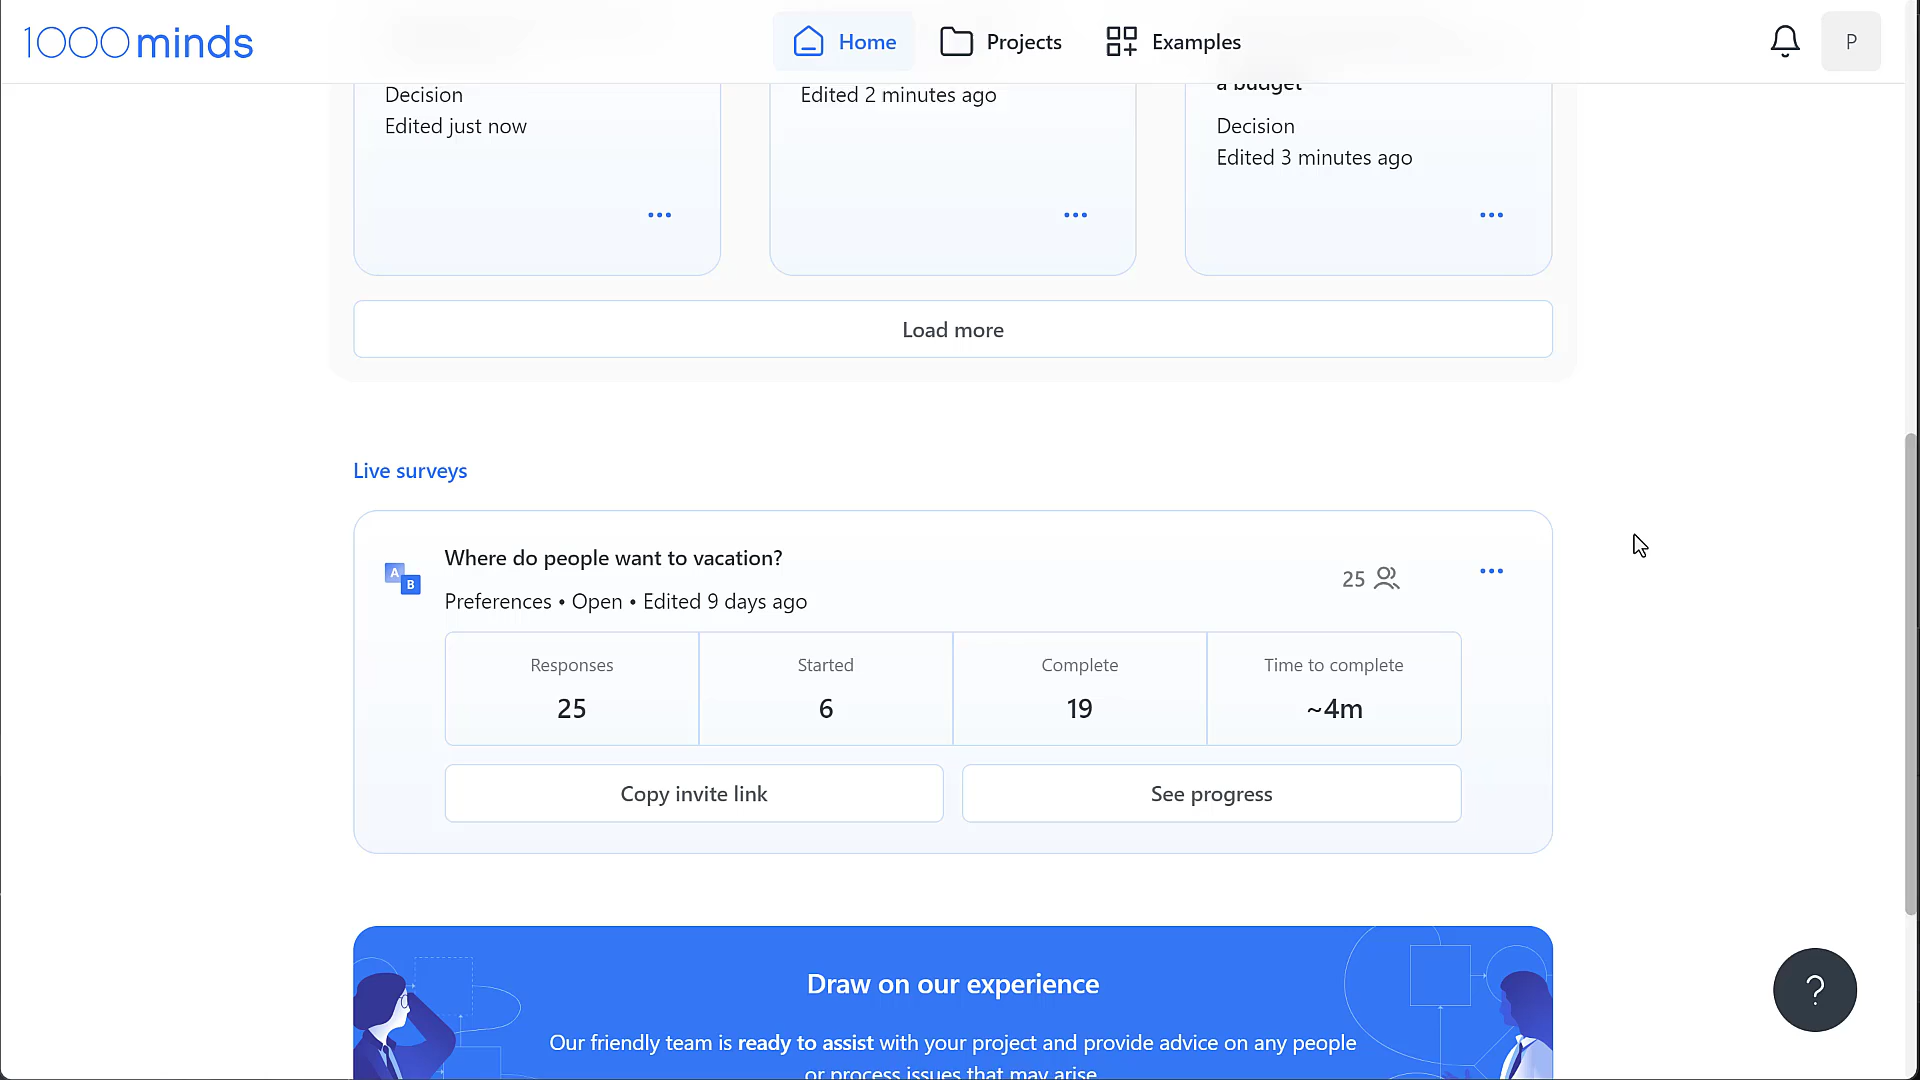 1000minds
Home
Projects
Examples
P
Decision
Edited just now
Edited 2 minutes ago
a budget
Decision
Edited 3 minutes ago
Load more
Live surveys
A
B
Where do people want to vacation?
Preferences • Open • Edited 9 days ago
25
Responses
25
Started
6
Complete
19
Time to complete
~4m
Copy invite link
See progress
Draw on our experience
Our friendly team is ready to assist with your project and provide advice on any people
or process issues that may arise
?